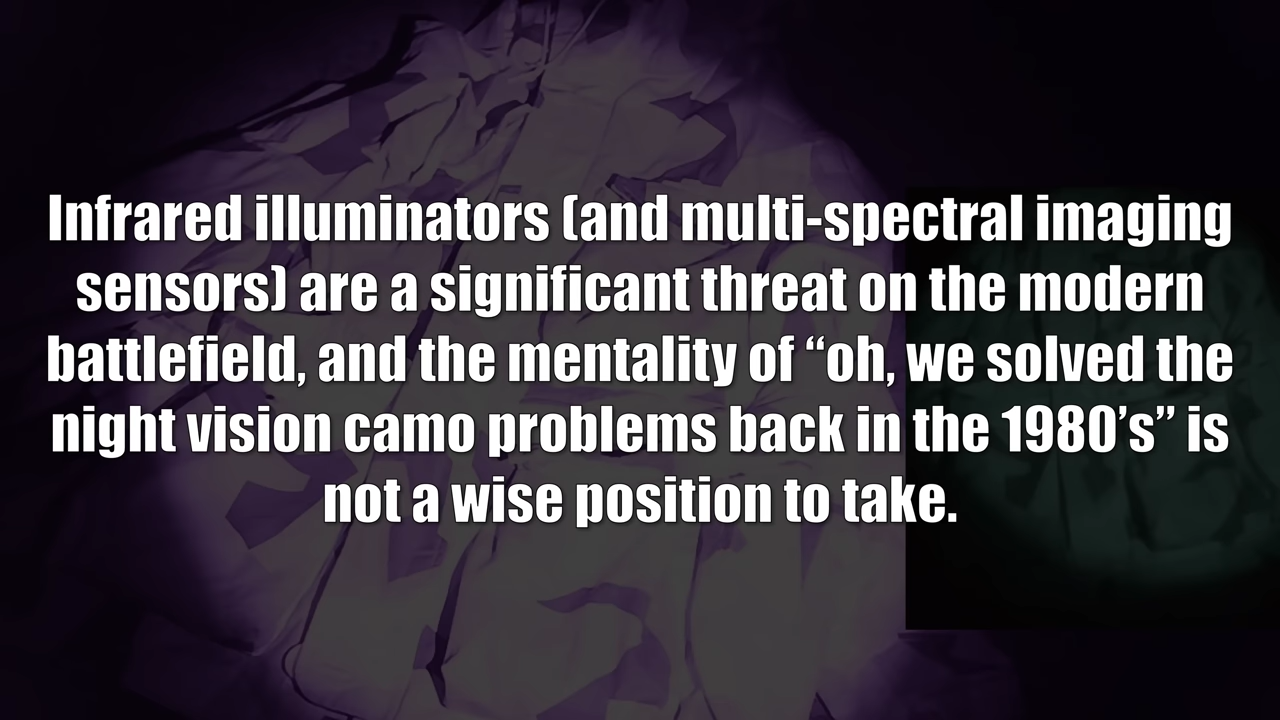 Infrared illuminators (and multi-spectral imaging
sensors) are a significant threat on the modern
battlefield, and the mentality of “oh, we solved the
night vision camo problems back in the 1980’s” is
not a wise position to take.